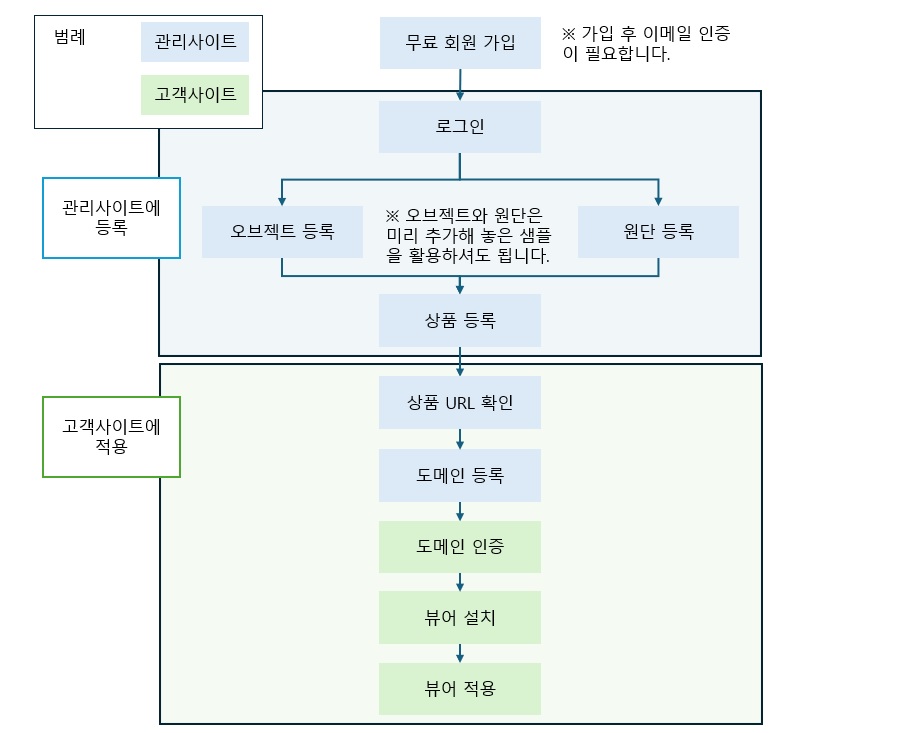 범례
관리사이트
고객사이트
무료 회원 가입
※ 가입 후 이메일 인증
이 필요합니다.
로그인
관리사이트에
등록
오브젝트 등록
※ 오브젝트와 원단은
미리 추가해 놓은 샘플
을 활용하셔도 됩니다.
원단 등록
상품 등록
고객사이트에
적용
상품 URL 확인
도메인 등록
도메인 인증
뷰어 설치
뷰어 적용